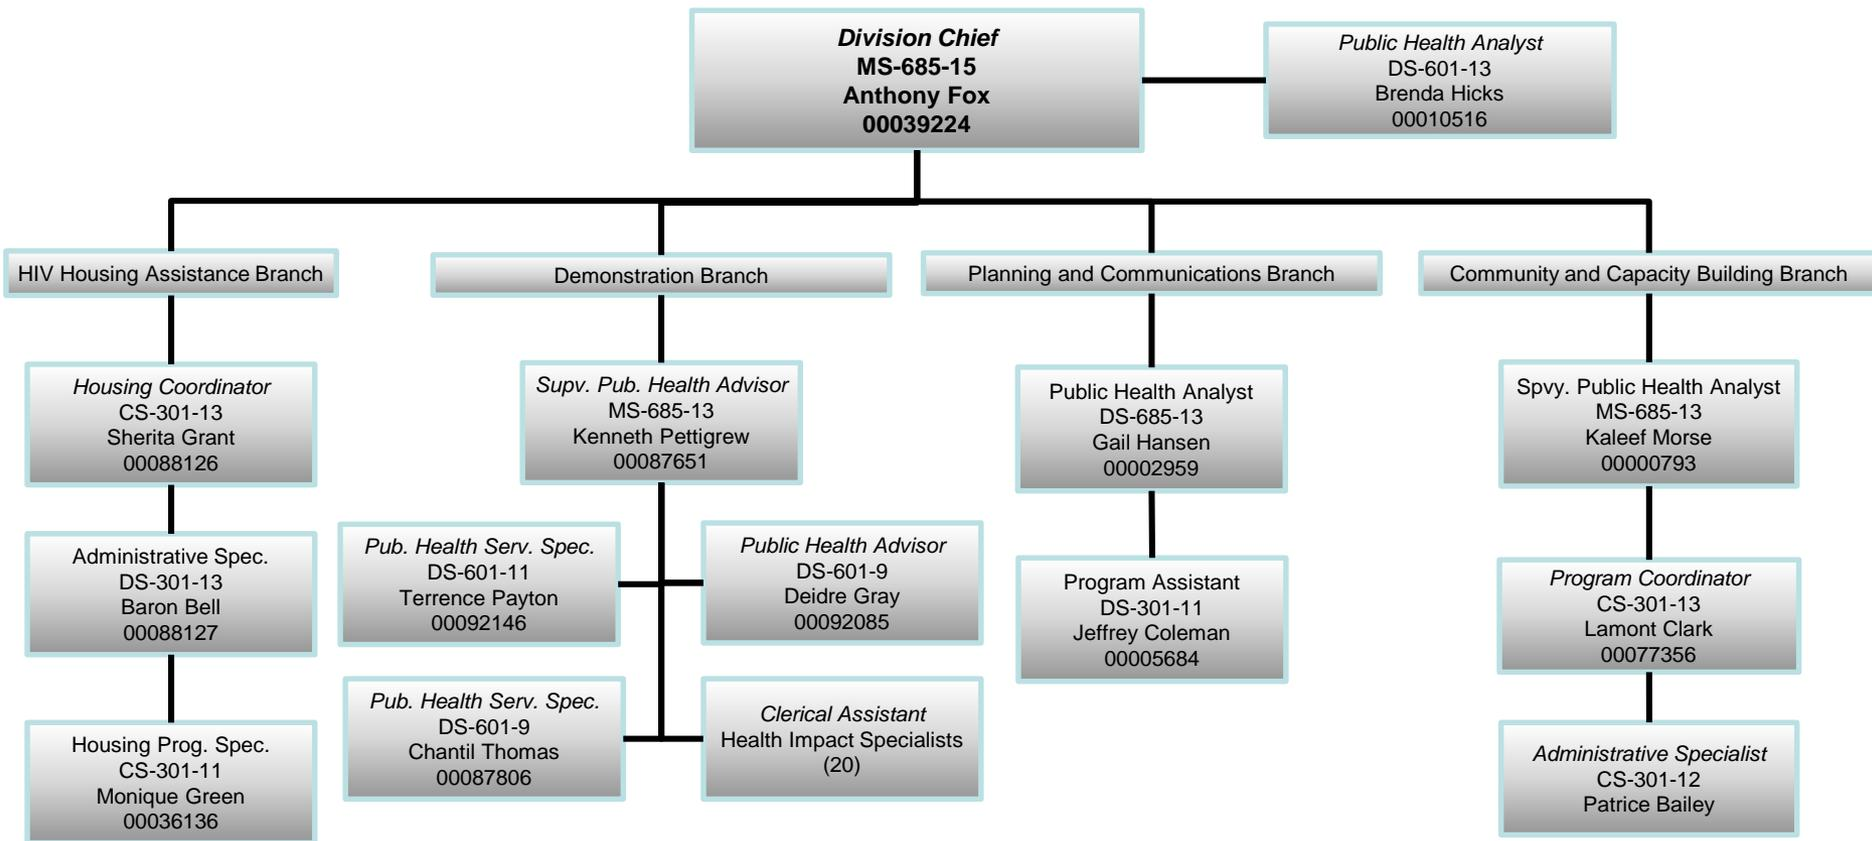 Division Chief
MS-685-15
Anthony Fox
00039224
Public Health Analyst
DS-601-13
Brenda Hicks
00010516
HIV Housing Assistance Branch
Demonstration Branch
Planning and Communications Branch
Community and Capacity Building Branch
Housing Coordinator
CS-301-13
Sherita Grant
00088126
Administrative Spec.
DS-301-13
Baron Bell
00088127
Housing Prog. Spec.
CS-301-11
Monique Green
00036136
Supv. Pub. Health Advisor
MS-685-13
Kenneth Pettigrew
00087651
Pub. Health Serv. Spec.
DS-601-11
Terrence Payton
00092146
Public Health Advisor
DS-601-9
Deidre Gray
00092085
Pub. Health Serv. Spec.
DS-601-9
Chantil Thomas
00087806
Clerical Assistant
Health Impact Specialists
(20)
Public Health Analyst
DS-685-13
Gail Hansen
00002959
Program Assistant
DS-301-11
Jeffrey Coleman
00005684
Spvy. Public Health Analyst
MS-685-13
Kaleef Morse
00000793
Program Coordinator
CS-301-13
Lamont Clark
00077356
Administrative Specialist
CS-301-12
Patrice Bailey